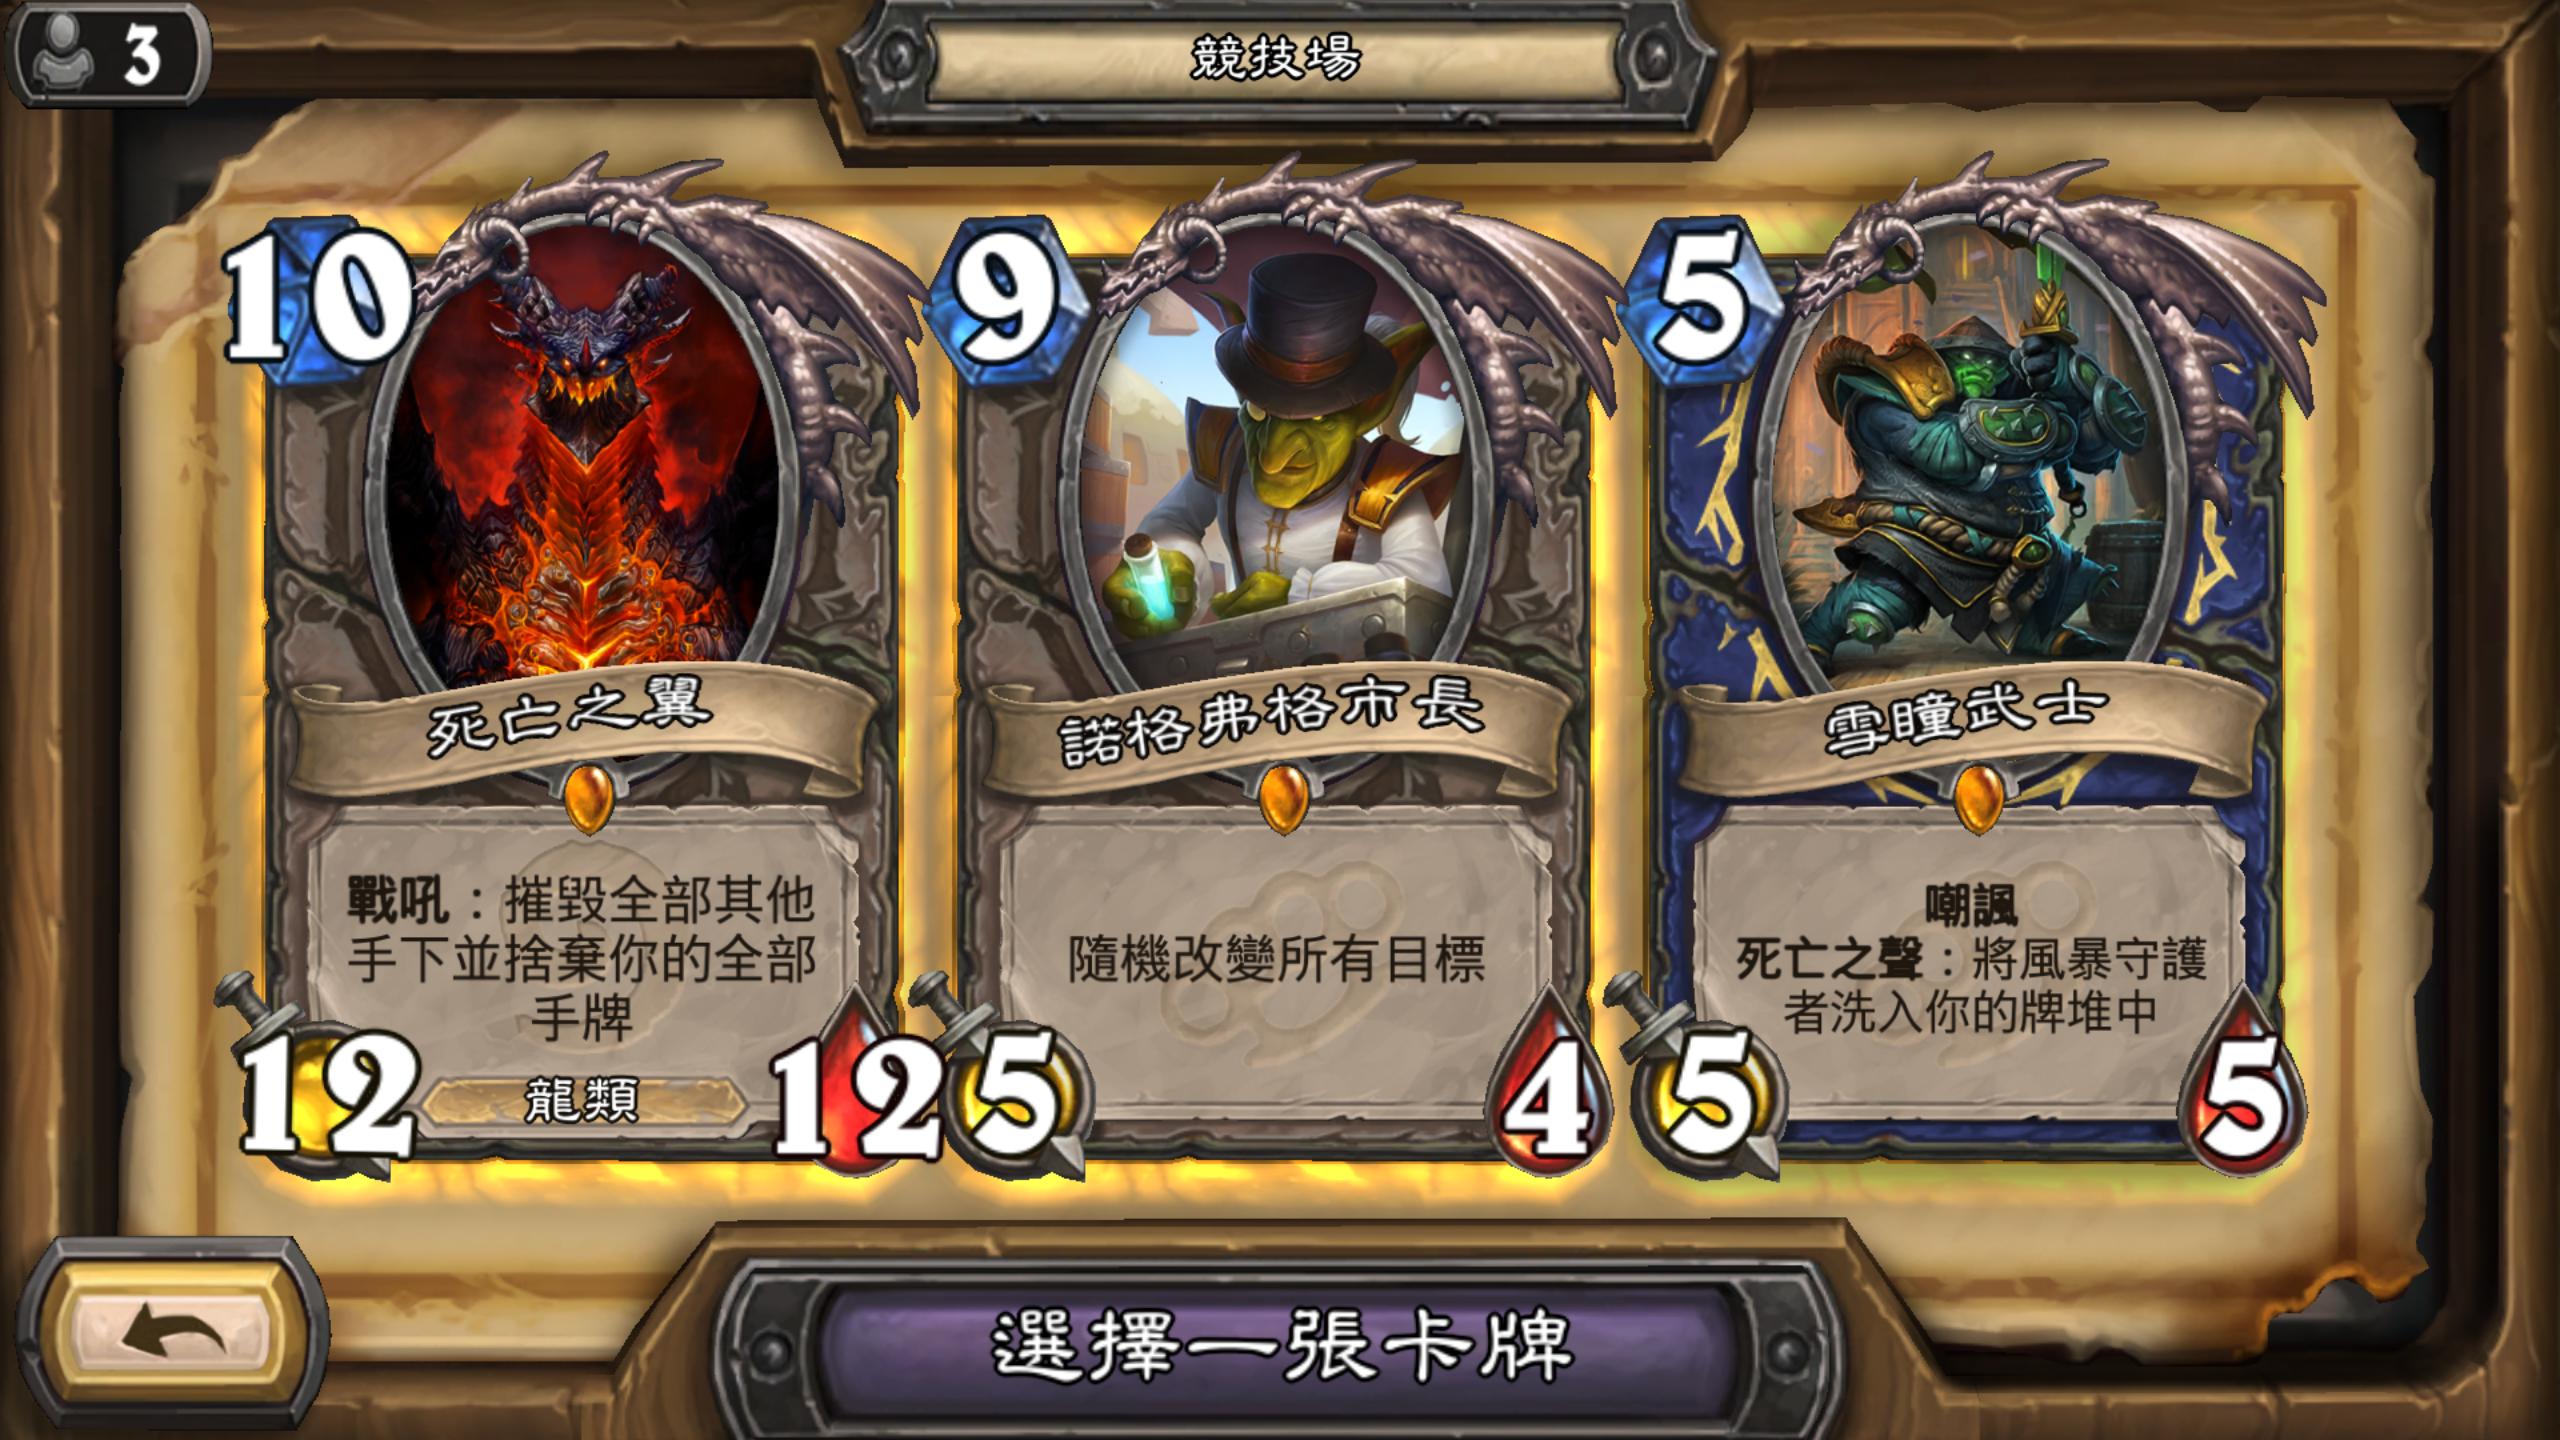 3
競技場
10
死亡之翼
戰吼：摧毀全部其他
手下並捨棄你的全部
手牌
12
龍類
12
9
諾格弗格市長
隨機改變所有目標
5
4
5
雪瞳武士
嘲諷
死亡之聲：將風暴守護
者洗入你的牌堆中
5
5
選擇一張卡牌